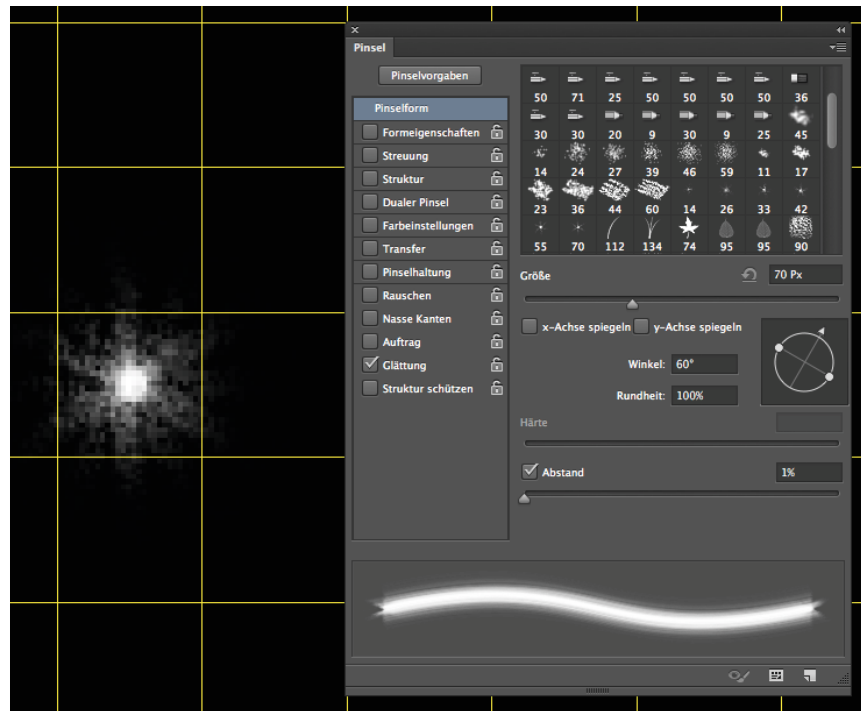 Pinsel
Pinselvorgaben
Pinselform
Formeigenschaften
Streuung
Struktur
Dualer Pinsel
Farbeinstellungen
Transfer
Pinselhaltung
Rauschen
Nasse Kanten
Auftrag
Glättung
Struktur schützen
50 71 25 50 50 50 50 36
30 30 20 9 30 9 25 45
14 24 27 39 46 59 11 17
23 36 44 60 14 26 33 42
55 70 112 134 74 95 95 90
Größe 70 Px
x-Achse spiegeln y-Achse spiegeln
Winkel: 60°
Rundheit: 100%
Härte
Abstand 1%